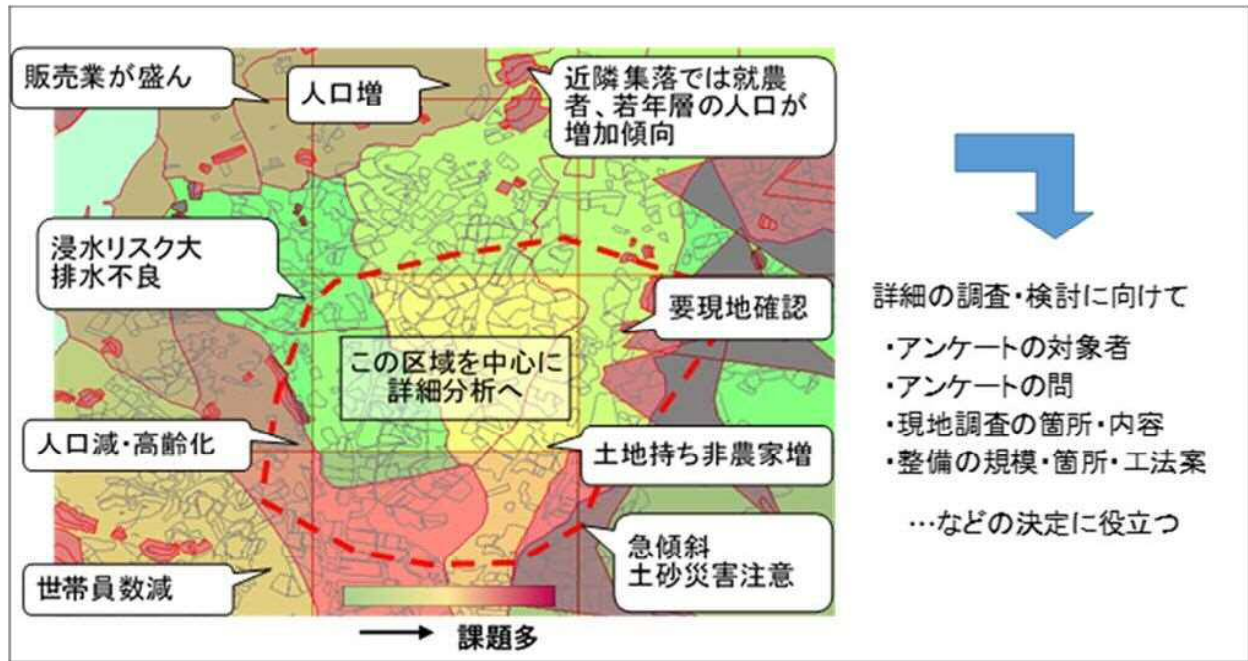 販売業が盛ん
人口増
近隣集落では就農
者、若年層の人口が
増加傾向
浸水リスク大
排水不良
要現地確認
この区域を中心に
詳細分析へ
人口減・高齢化
土地持ち非農家増
急傾斜
土砂災害注意
世帯員数減
課題多
詳細の調査・検討に向けて
・アンケートの対象者
・アンケートの問
・現地調査の箇所・内容
・整備の規模・箇所・工法案
…などの決定に役立つ